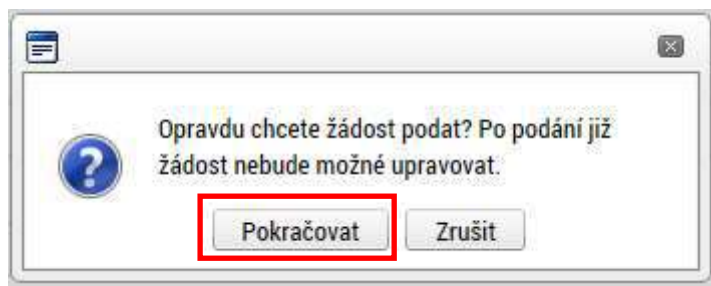 Opravdu chcete žádost podat? Po podání již
žádost nebude možné upravovat.
Pokračovat Zrušit